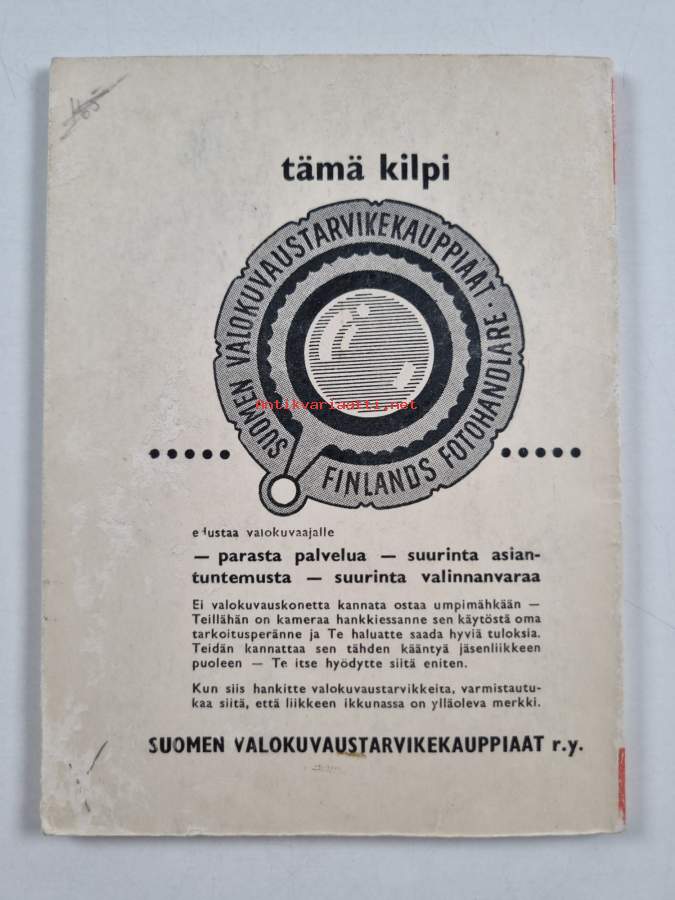 tämä kilpi
SUOMEN VALOKUVAUSTARVIKEKAUPPIAAT · FINLANDS FOTOHANDLARE
Antikvariaatti.net
edustaa valokuvaajalle
— parasta palvelua — suurinta asian-
tuntemusta — suurinta valinnanvaraa
Ei valokuvauskonetta kannata ostaa umpimähkään —
Teillähän on kameraa hankkiessanne sen käytöstä oma
tarkoitusperänne ja Te haluatte saada hyviä tuloksia.
Teidän kannattaa sen tähden kääntyä jäsenliikkeen
puoleen — Te itse hyödytte siitä eniten.
Kun siis hankitte valokuvaustarvikkeita, varmistautu-
kaa siitä, että liikkeen ikkunassa on ylläoleva merkki.
SUOMEN VALOKUVAUSTARVIKEKAUPPIAAT r.y.